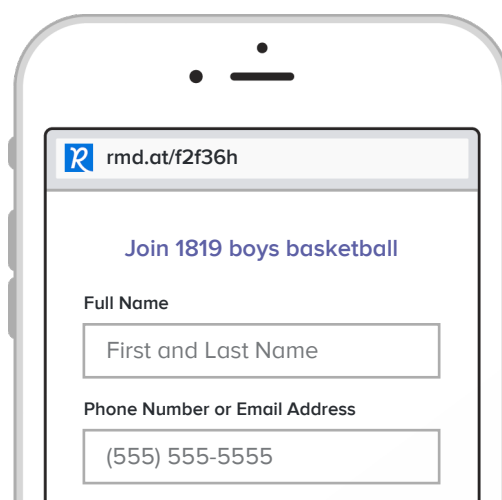 R rmd.at/f2f36h
Join 1819 boys basketball
Full Name
First and Last Name
Phone Number or Email Address
(555) 555-5555